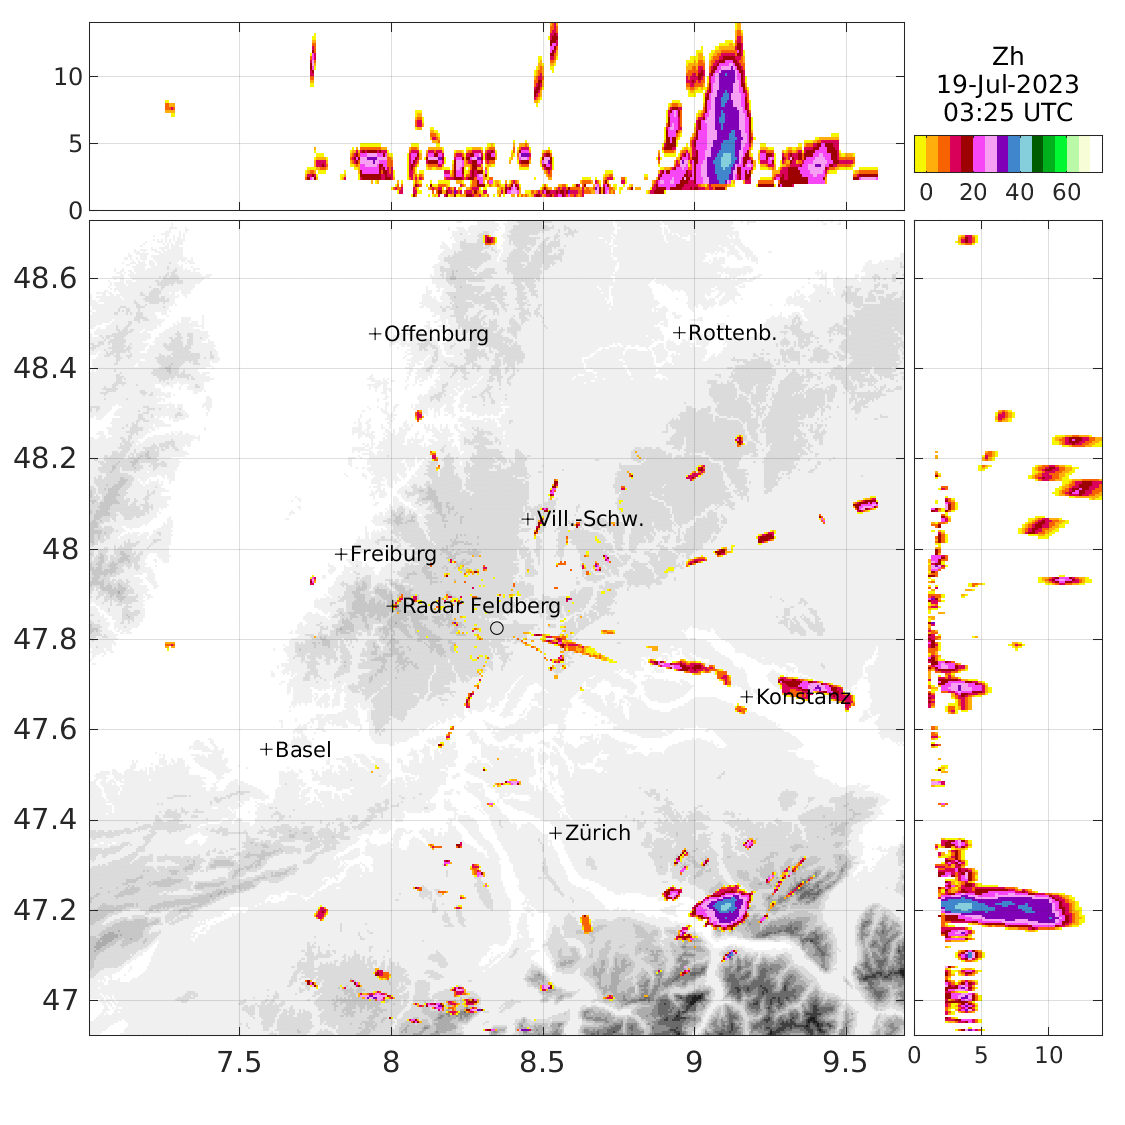 10
5
0
Zh
19-Jul-2023
03:25 UTC
0 20 40 60
48.6
48.4
48.2
48
47.8
47.6
47.4
47.2
47
Offenburg
Rottenb.
Vill.-Schw.
Freiburg
Radar Feldberg
Konstanz
Basel
Zürich
7.5 8 8.5 9 9.5
0 5 10